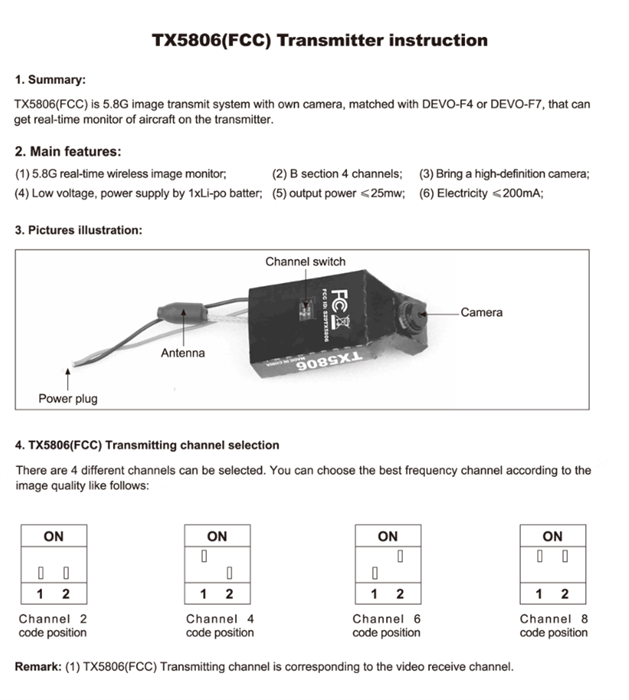 TX5806(FCC) Transmitter instruction
1. Summary:
TX5806(FCC) is 5.8G image transmit system with own camera, matched with DEVO-F4 or DEVO-F7, that can
get real-time monitor of aircraft on the transmitter.
2. Main features:
(1) 5.8G real-time wireless image monitor; (2) B section 4 channels; (3) Bring a high-definition camera;
(4) Low voltage, power supply by 1xLi-po batter; (5) output power ⩽25mw; (6) Electricity ⩽200mA;
3. Pictures illustration:
Channel switch
FC
FCC ID: S29TX5806
Camera
Antenna
TX5806
MADE IN CHINA
Power plug
4. TX5806(FCC) Transmitting channel selection
There are 4 different channels can be selected. You can choose the best frequency channel according to the
image quality like follows:
ON ON ON ON
1 2 1 2 1 2 1 2
Channel 2 Channel 4 Channel 6 Channel 8
code position code position code position code position
Remark: (1) TX5806(FCC) Transmitting channel is corresponding to the video receive channel.